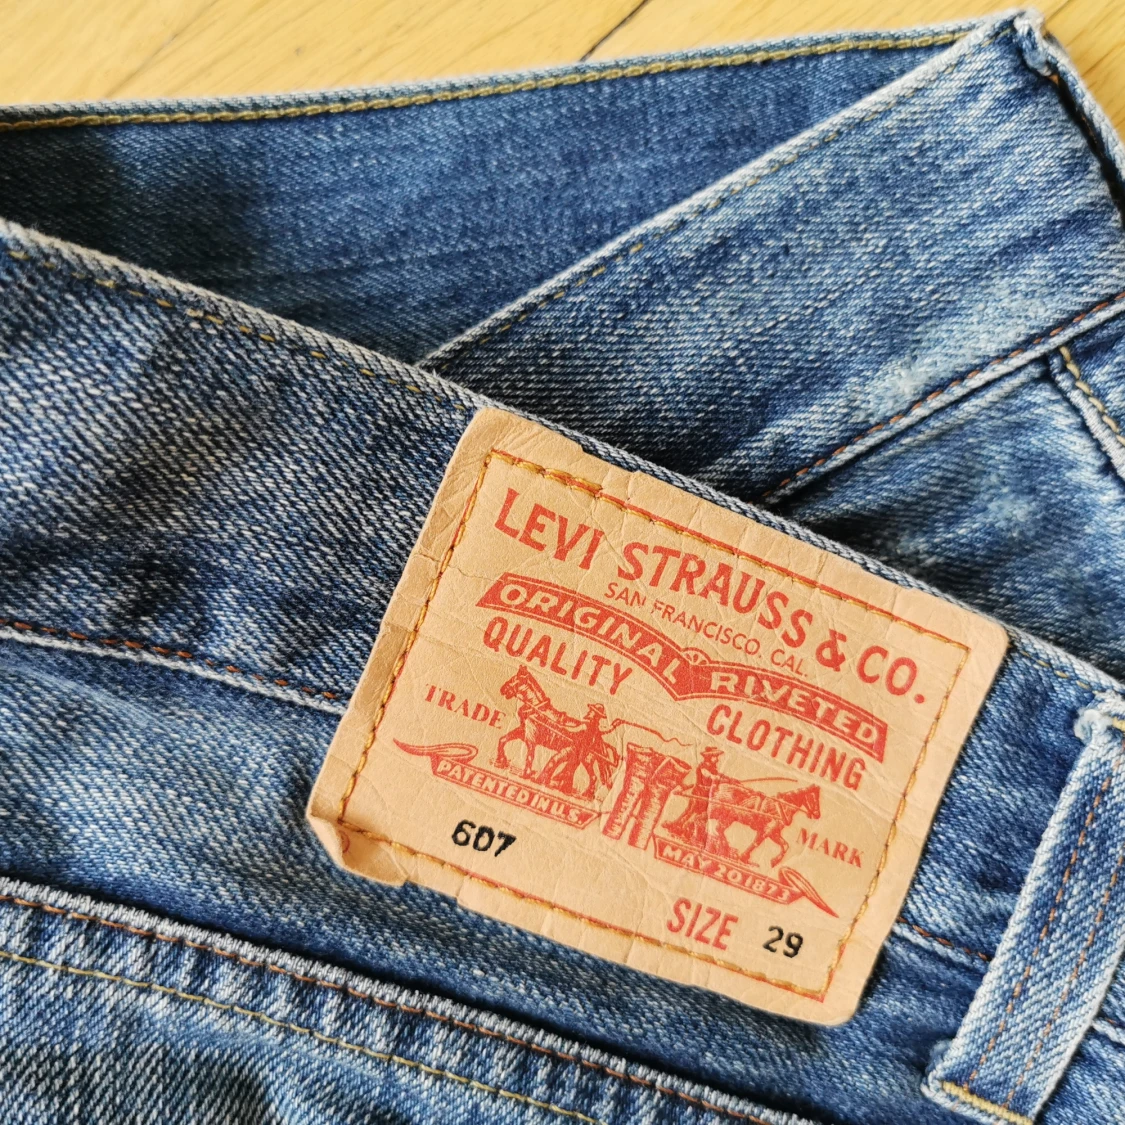 LEVI STRAUSS & CO.
SAN FRANCISCO, CAL.
ORIGINAL RIVETED
QUALITY CLOTHING
TRADE MARK
PATENTED IN U.S. MAY 20 1873
607
SIZE 29